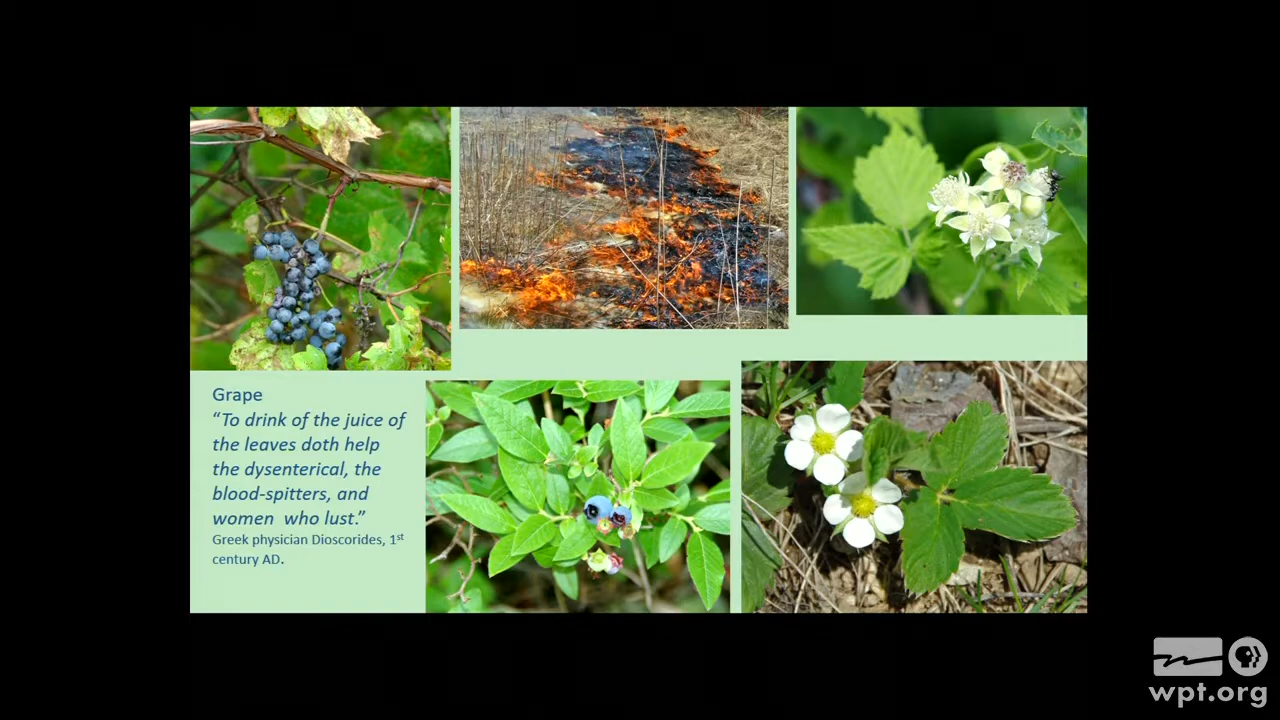 Grape
“To drink of the juice of
the leaves doth help
the dysenterical, the
blood-spitters, and
women who lust.”
Greek physician Dioscorides, 1st
century AD.
wpt.org